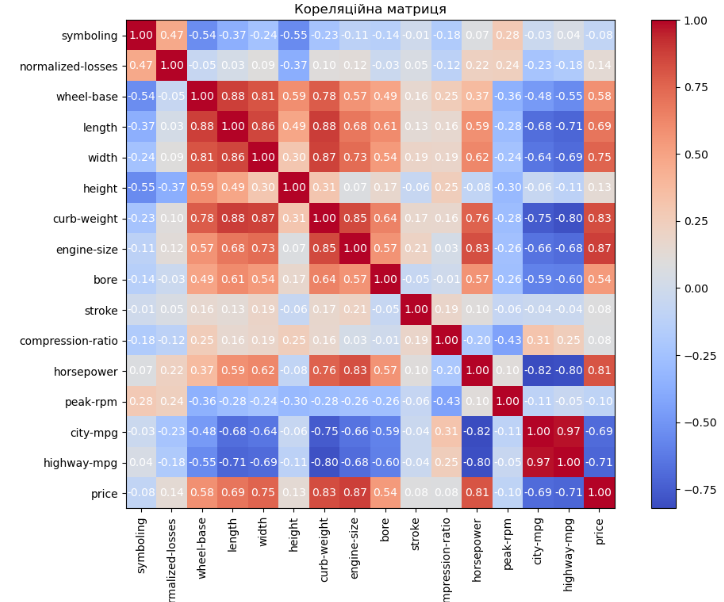 Кореляційна матриця
symboling 1.00 0.47 -0.54 -0.37 -0.24 -0.55 -0.23 -0.11 -0.14 -0.01 -0.18 0.07 0.28 -0.03 0.04 -0.08
normalized-losses 0.47 1.00 -0.05 0.03 0.09 -0.37 0.10 0.12 -0.03 0.05 -0.12 0.22 0.24 -0.23 -0.18 0.14
wheel-base -0.54 -0.05 1.00 0.88 0.81 0.59 0.78 0.57 0.49 0.16 0.25 0.37 -0.36 -0.48 -0.55 0.58
length -0.37 0.03 0.88 1.00 0.86 0.49 0.88 0.68 0.61 0.13 0.16 0.59 -0.28 -0.68 -0.71 0.69
width -0.24 0.09 0.81 0.86 1.00 0.30 0.87 0.73 0.54 0.19 0.19 0.62 -0.24 -0.64 -0.69 0.75
height -0.55 -0.37 0.59 0.49 0.30 1.00 0.31 0.07 0.17 -0.06 0.25 -0.08 -0.30 -0.06 -0.11 0.13
curb-weight -0.23 0.10 0.78 0.88 0.87 0.31 1.00 0.85 0.64 0.17 0.16 0.76 -0.28 -0.75 -0.80 0.83
engine-size -0.11 0.12 0.57 0.68 0.73 0.07 0.85 1.00 0.57 0.21 0.03 0.83 -0.26 -0.66 -0.68 0.87
bore -0.14 -0.03 0.49 0.61 0.54 0.17 0.64 0.57 1.00 -0.05 -0.01 0.57 -0.26 -0.59 -0.60 0.54
stroke -0.01 0.05 0.16 0.13 0.19 -0.06 0.17 0.21 -0.05 1.00 0.19 0.10 -0.06 -0.04 -0.04 0.08
compression-ratio -0.18 -0.12 0.25 0.16 0.19 0.25 0.16 0.03 -0.01 0.19 1.00 -0.20 -0.43 0.31 0.25 0.08
horsepower 0.07 0.22 0.37 0.59 0.62 -0.08 0.76 0.83 0.57 0.10 -0.20 1.00 0.10 -0.82 -0.80 0.81
peak-rpm 0.28 0.24 -0.36 -0.28 -0.24 -0.30 -0.28 -0.26 -0.26 -0.06 -0.43 0.10 1.00 -0.11 -0.05 -0.10
city-mpg -0.03 -0.23 -0.48 -0.68 -0.64 -0.06 -0.75 -0.66 -0.59 -0.04 0.31 -0.82 -0.11 1.00 0.97 -0.69
highway-mpg 0.04 -0.18 -0.55 -0.71 -0.69 -0.11 -0.80 -0.68 -0.60 -0.04 0.25 -0.80 -0.05 0.97 1.00 -0.71
price -0.08 0.14 0.58 0.69 0.75 0.13 0.83 0.87 0.54 0.08 0.08 0.81 -0.10 -0.69 -0.71 1.00
symboling
rmalized-losses
wheel-base
length
width
height
curb-weight
engine-size
bore
stroke
mpression-ratio
horsepower
peak-rpm
city-mpg
highway-mpg
price
1.00
0.75
0.50
0.25
0.00
−0.25
−0.50
−0.75